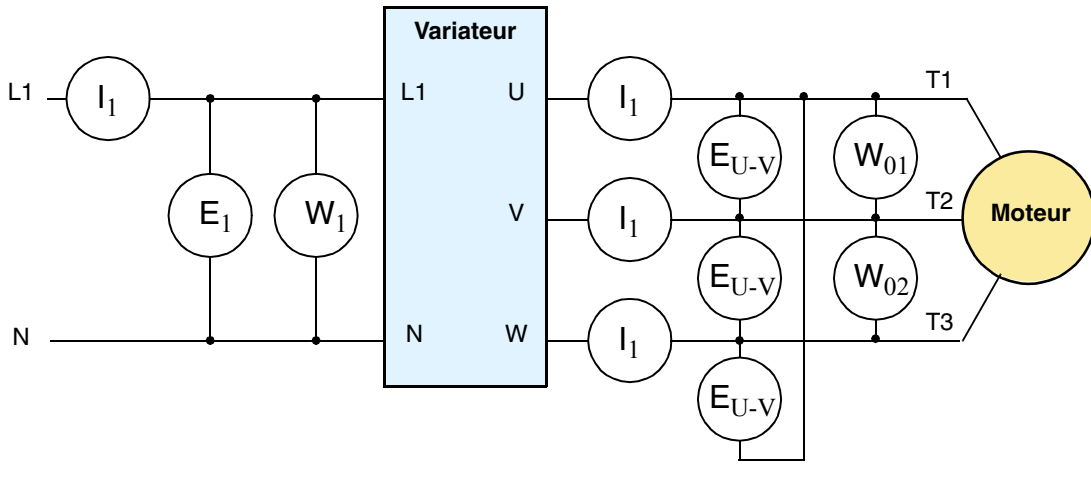 Variateur
L1 I1 L1 U I1 T1
EU-V W01
E1 W1 V I1 T2 Moteur
EU-V W02
N N W I1 T3
EU-V